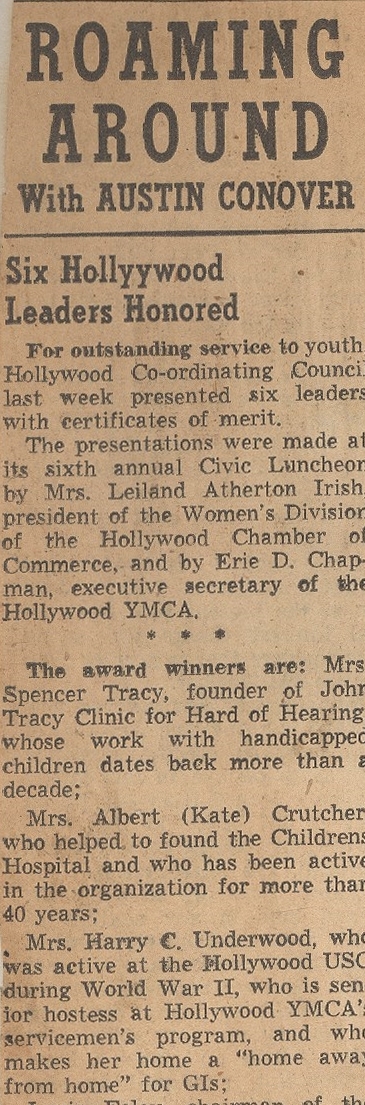 ROAMING
AROUND
With AUSTIN CONOVER
Six Hollyywood
Leaders Honored
For outstanding service to youth
Hollywood Co-ordinating Counci
last week presented six leaders
with certificates of merit.
The presentations were made at
its sixth annual Civic Luncheon
by Mrs. Leiland Atherton Irish
president of the Women's Division
of the Hollywood Chamber of
Commerce, and by Erie D. Chap-
man, executive secretary of the
Hollywood YMCA.
* * *
The award winners are: Mrs
Spencer Tracy, founder of John
Tracy Clinic for Hard of Hearing
whose work with handicapped
children dates back more than a
decade;
Mrs. Albert (Kate) Crutcher
who helped to found the Childrens
Hospital and who has been active
in the organization for more than
40 years;
Mrs. Harry C. Underwood, who
was active at the Hollywood USO
during World War II, who is sen
ior hostess at Hollywood YMCA's
servicemen's program, and who
makes her home a "home away
from home" for GIs;
chairman of the